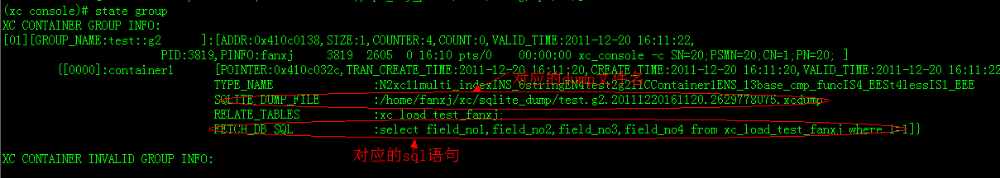 (xc console)# state group
XC CONTAINER GROUP INFO:
[01][GROUP_NAME:test::g2 ]:[ADDR:0x410c0138,SIZE:1,COUNTER:4,COUNT:0,VALID_TIME:2011-12-20 16:11:22,
PID:3819,PINFO:fanxj 3819 2605 0 16:10 pts/0 00:00:00 xc_console -c SN=20;PSMN=20;CN=1;PN=20; ]
{[0000]:container1 [POINTER:0x410c032c,TRAN_CREATE_TIME:2011-12-20 16:11:20,CREATE_TIME:2011-12-20 16:11:20,VALID_TIME:2011-12-20 16:11:22
对应的dump文件名
TYPE_NAME
SQLITE_DUMP_FILE :/home/fanxj/xc/sqlite_dump/test.g2.20111220161120.2629778075.xcdump
RELATE_TABLES :xc_load_test_fanxj;
FETCH_DB_SQL :select field_no1,field_no2,field_no3,field_no4 from xc_load_test_fanxj where 1=1]}
对应的sql语句
XC CONTAINER INVALID GROUP INFO: